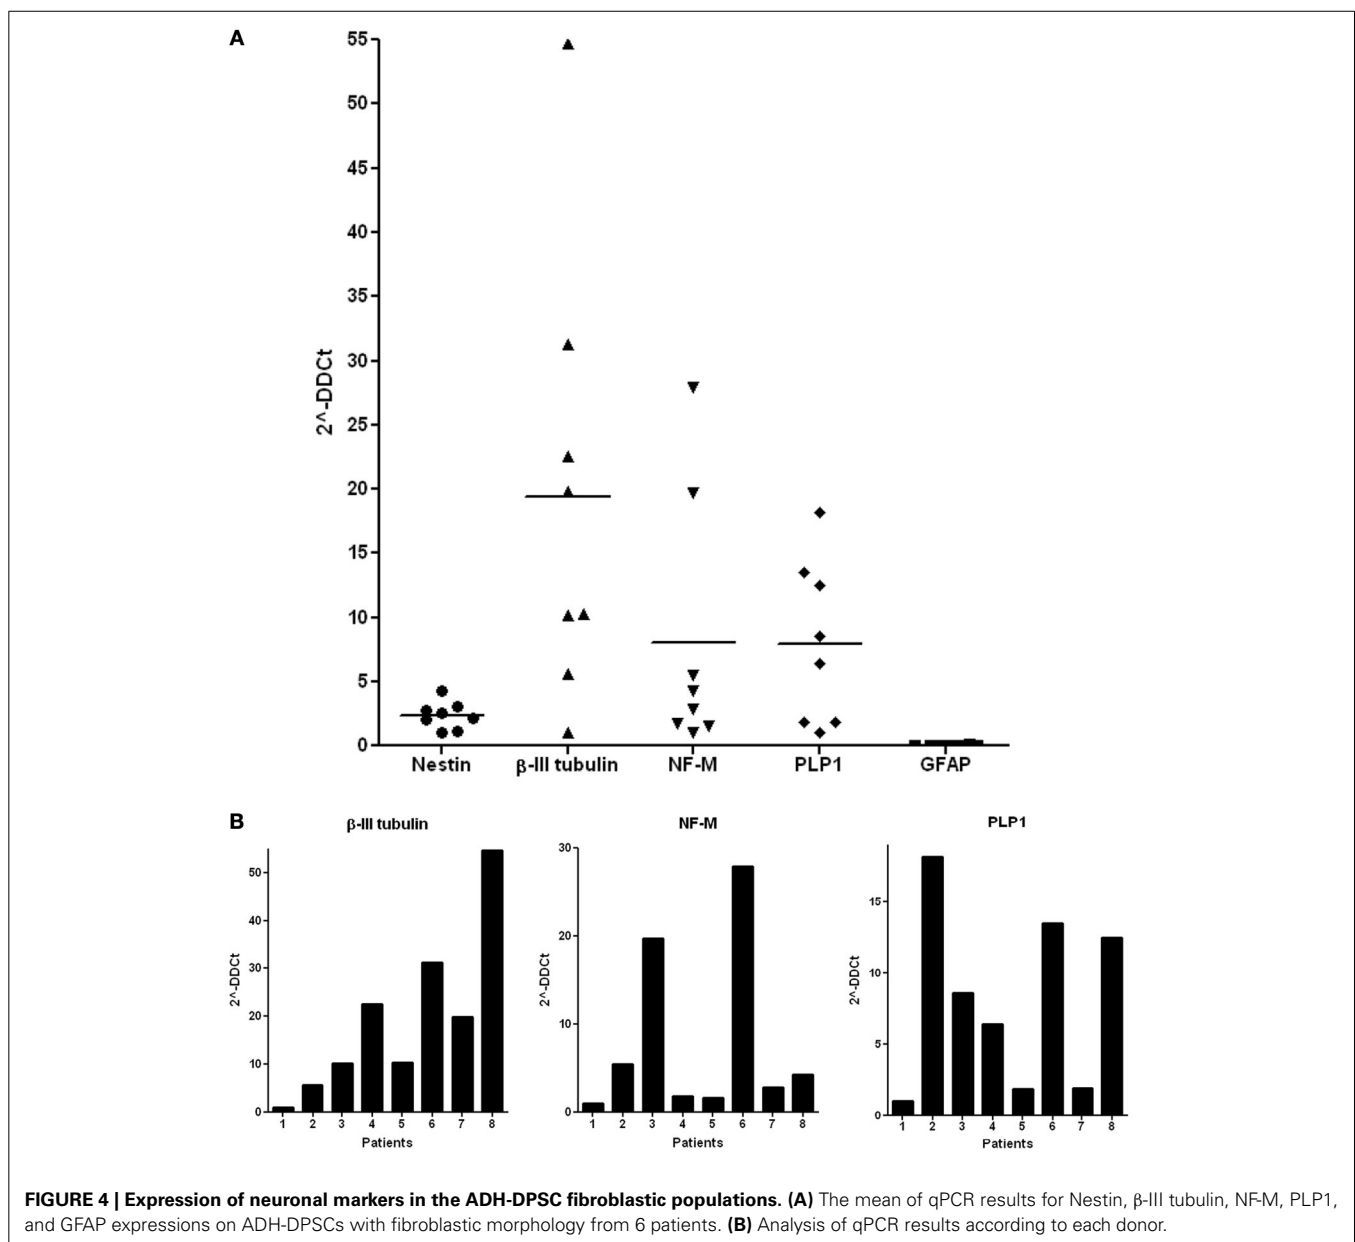 A
55
50
45
40
35
30
25
20
15
10
5
0
2^-DDCt
Nestin β-III tubulin NF-M PLP1 GFAP
B
β-III tubulin
50
40
30
20
10
0
2^-DDCt
1 2 3 4 5 6 7 8
Patients
NF-M
30
20
10
0
2^-DDCt
1 2 3 4 5 6 7 8
Patients
PLP1
15
10
5
0
2^-DDCt
1 2 3 4 5 6 7 8
Patients
FIGURE 4 | Expression of neuronal markers in the ADH-DPSC fibroblastic populations. (A) The mean of qPCR results for Nestin, β-III tubulin, NF-M, PLP1,
and GFAP expressions on ADH-DPSCs with fibroblastic morphology from 6 patients. (B) Analysis of qPCR results according to each donor.